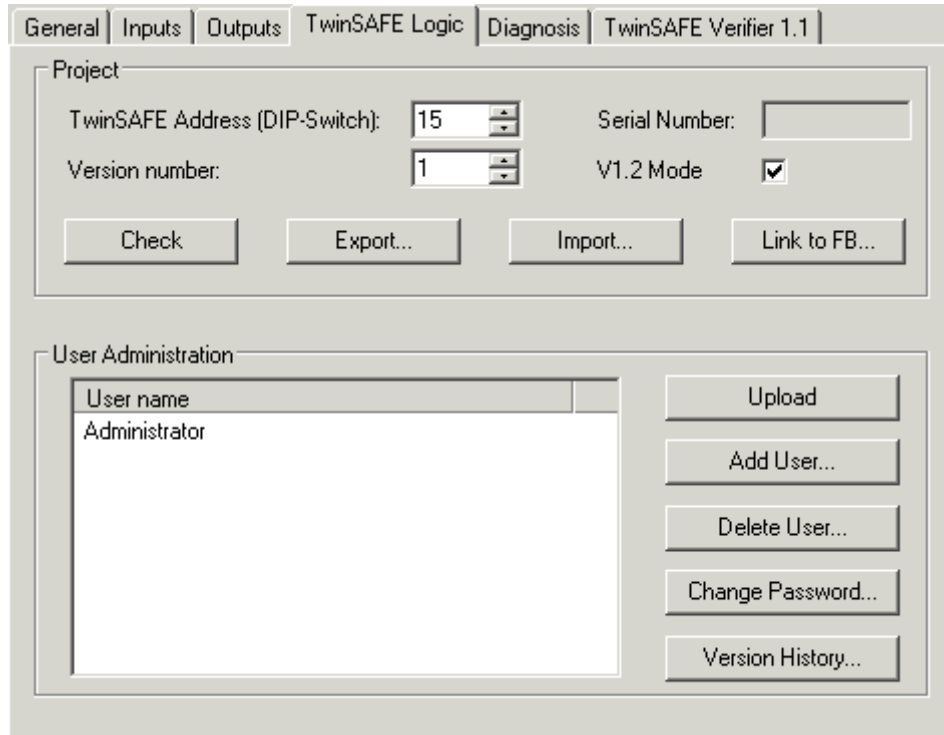 General Inputs Outputs TwinSAFE Logic Diagnosis TwinSAFE Verifier 1.1
Project
TwinSAFE Address (DIP-Switch): 15 Serial Number:
Version number: 1 V1.2 Mode
Check Export... Import... Link to FB...
User Administration
User name
Administrator
Upload
Add User...
Delete User...
Change Password...
Version History...